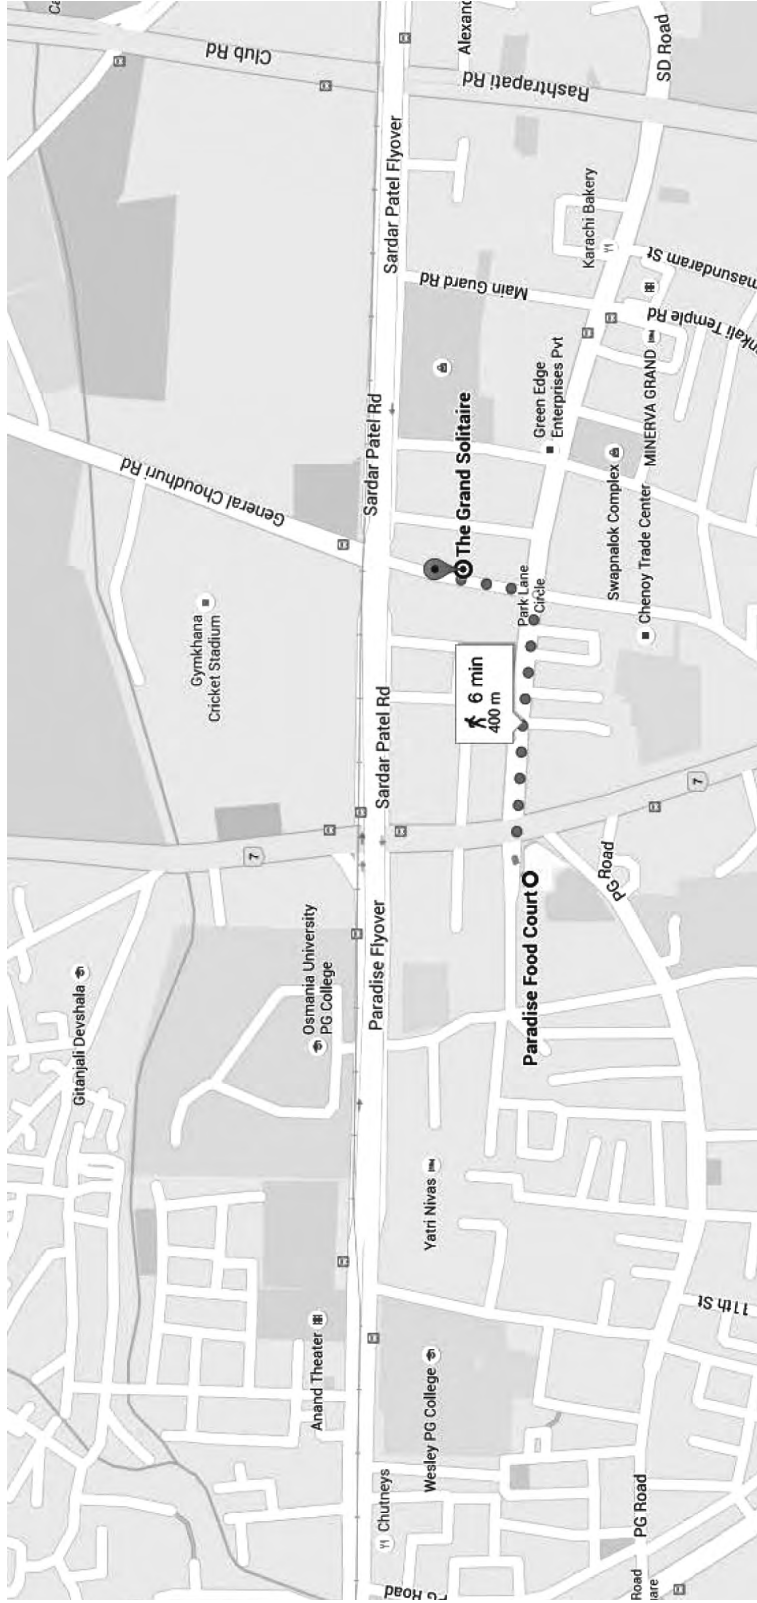 Club Rd
Rashtrapati Rd
SD Road
Sardar Patel Flyover
Karachi Bakery
Main Guard Rd
MINERVA GRAND
Green Edge
Enterprises Pvt
Sardar Patel Rd
General Choudhuri Rd
The Grand Solitaire
Swapnalok Complex
Chenoy Trade Center
Park Lane
Circle
Gymkhana
Cricket Stadium
6 min
400 m
Sardar Patel Rd
7
7
PG Road
Paradise Food Court
Paradise Flyover
Osmania University
PG College
Gitanjali Devshala
Yatri Nivas
11th St
Anand Theater
Wesley PG College
Chutneys
PG Road
PG Road
Road